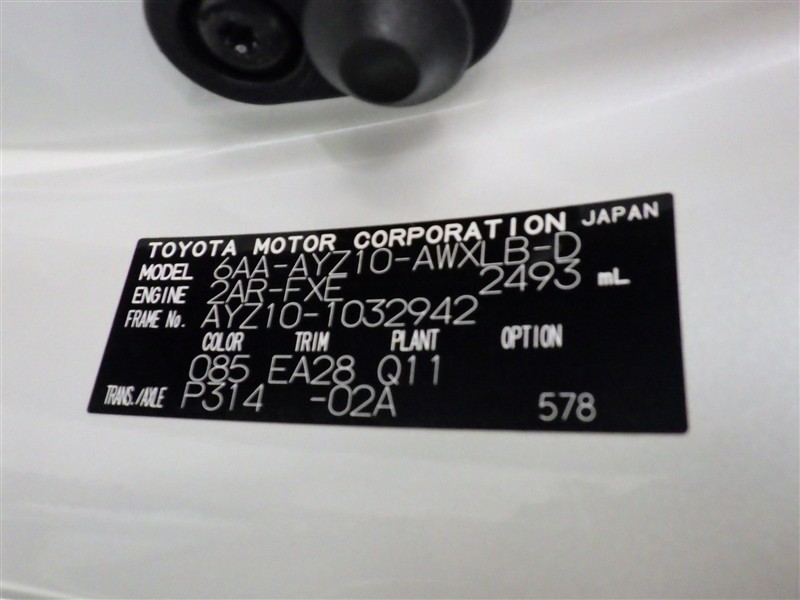 TOYOTA MOTOR CORPORATION JAPAN
MODEL 6AA-AYZ10-AWXLB-D
ENGINE 2AR-FXE 2493 mL
FRAME No. AYZ10-1032942
COLOR TRIM PLANT OPTION
085 EA28 Q11
TRANS./AXLE P314 -02A 578